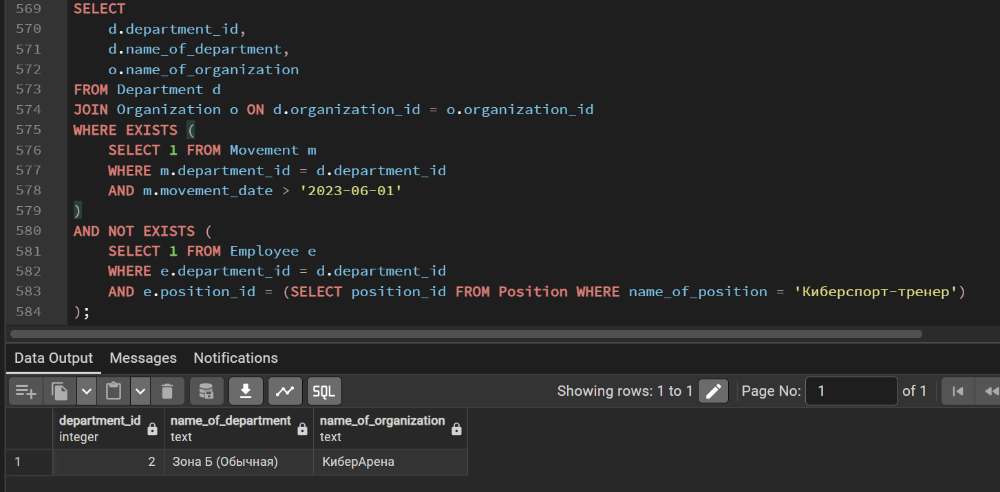 569 SELECT
570     d.department_id,
571     d.name_of_department,
572     o.name_of_organization
573 FROM Department d
574 JOIN Organization o ON d.organization_id = o.organization_id
575 WHERE EXISTS (
576     SELECT 1 FROM Movement m
577     WHERE m.department_id = d.department_id
578     AND m.movement_date > '2023-06-01'
579 )
580 AND NOT EXISTS (
581     SELECT 1 FROM Employee e
582     WHERE e.department_id = d.department_id
583     AND e.position_id = (SELECT position_id FROM Position WHERE name_of_position = 'Киберспорт-тренер')
584 );
Data Output Messages Notifications
SQL Showing rows: 1 to 1 Page No: 1 of 1
department_id name_of_department name_of_organization
integer text text
1 2 Зона Б (Обычная) КиберАрена